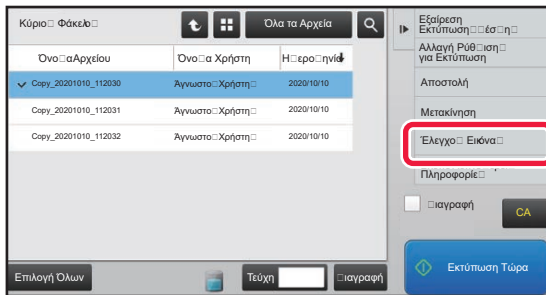 Κύριο□ Φάκελο□
Όλα τα Αρχεία
Όνο□αΑρχείου Όνο□α Χρήστη Η□ερο□ηνία
Copy_20201010_112030 Άγνωστο□Χρήστη□ 2020/10/10
Copy_20201010_112031 Άγνωστο□Χρήστη□ 2020/10/10
Copy_20201010_112032 Άγνωστο□Χρήστη□ 2020/10/10
Επιλογή Όλων
Τεύχη
□ιαγραφή
Εξαίρεση
Εκτύπωση□□έση□
Αλλαγή Ρύθ□ιση□
για Εκτύπωση
Αποστολή
Μετακίνηση
Έλεγχο□ Εικόνα□
Πληροφορίε□
□ιαγραφή
CA
Εκτύπωση Τώρα